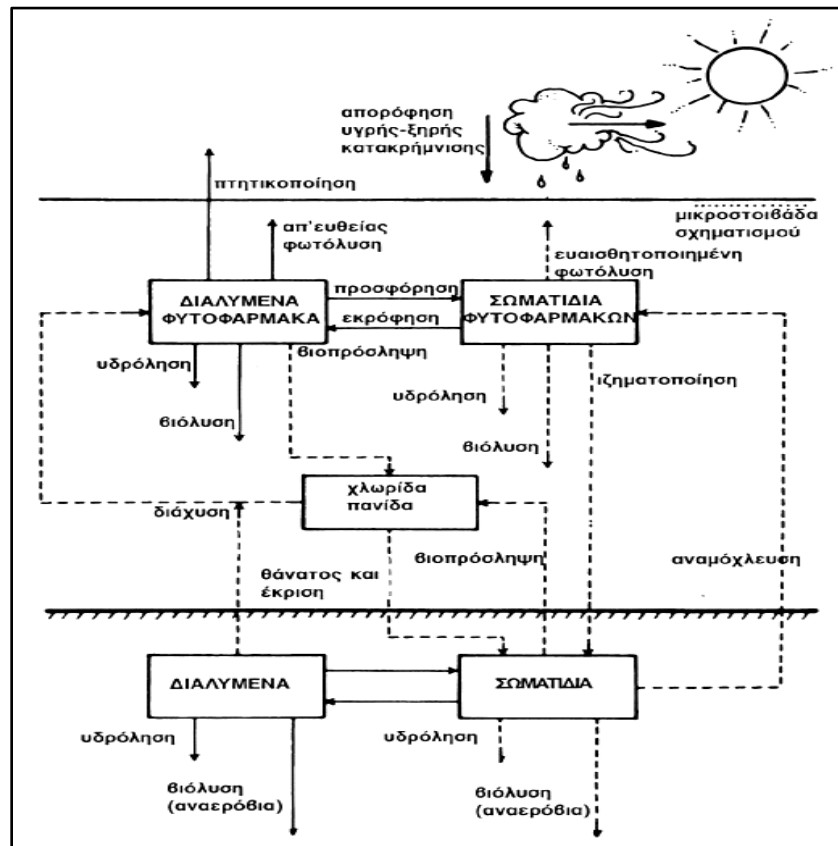 απορόφηση
υγρής-ξηρής
κατακρήμνισης
πτητικοποίηση
μικροστοιβάδα
σχηματισμού
απ'ευθείας
φωτόλυση
ευαισθητοποιημένη
φωτόλυση
ΔΙΑΛΥΜΕΝΑ
ΦΥΤΟΦΑΡΜΑΚΑ
προσφόρηση
εκρόφηση
ΣΩΜΑΤΙΔΙΑ
ΦΥΤΟΦΑΡΜΑΚΩΝ
υδρόληση
βιοπρόσληψη
βιόλυση
υδρόληση
βιόλυση
ιζηματοποίηση
χλωρίδα
πανίδα
διάχυση
θάνατος και
έκριση
βιοπρόσληψη
αναμόχλευση
ΔΙΑΛΥΜΕΝΑ
ΣΩΜΑΤΙΔΙΑ
υδρόληση
υδρόληση
βιόλυση
(αναερόβια)
βιόλυση
(αναερόβια)